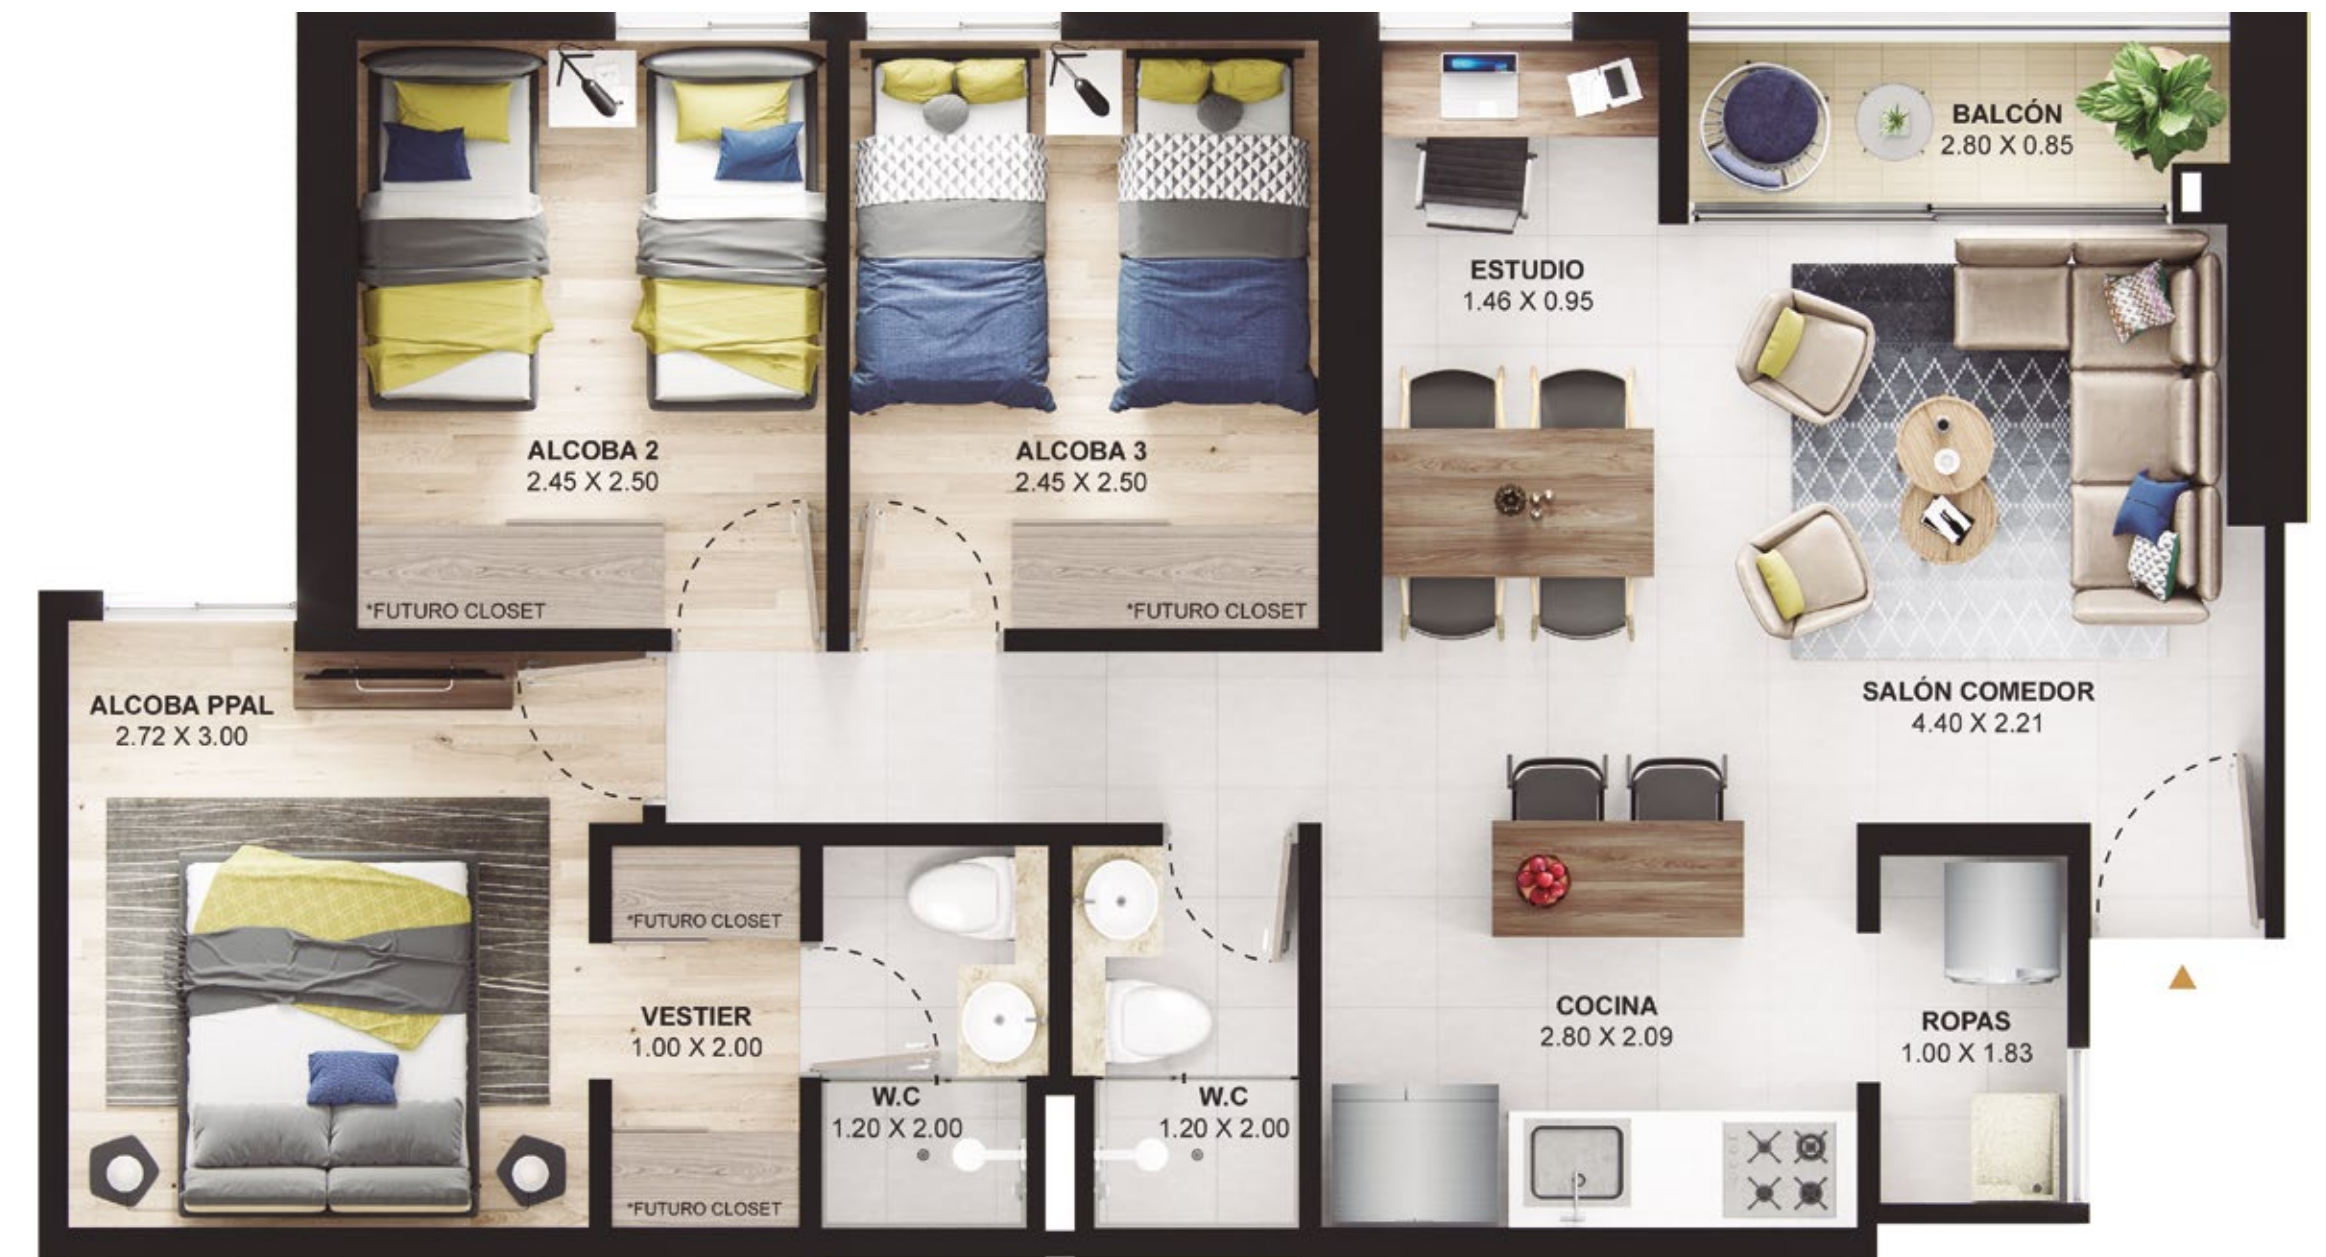 BALCÓN
2.80 X 0.85
ESTUDIO
1.46 X 0.95
ALCOBA 2
2.45 X 2.50
ALCOBA 3
2.45 X 2.50
*FUTURO CLOSET
*FUTURO CLOSET
ALCOBA PPAL
2.72 X 3.00
SALÓN COMEDOR
4.40 X 2.21
*FUTURO CLOSET
VESTIER
1.00 X 2.00
COCINA
2.80 X 2.09
ROPAS
1.00 X 1.83
W.C
1.20 X 2.00
W.C
1.20 X 2.00
*FUTURO CLOSET